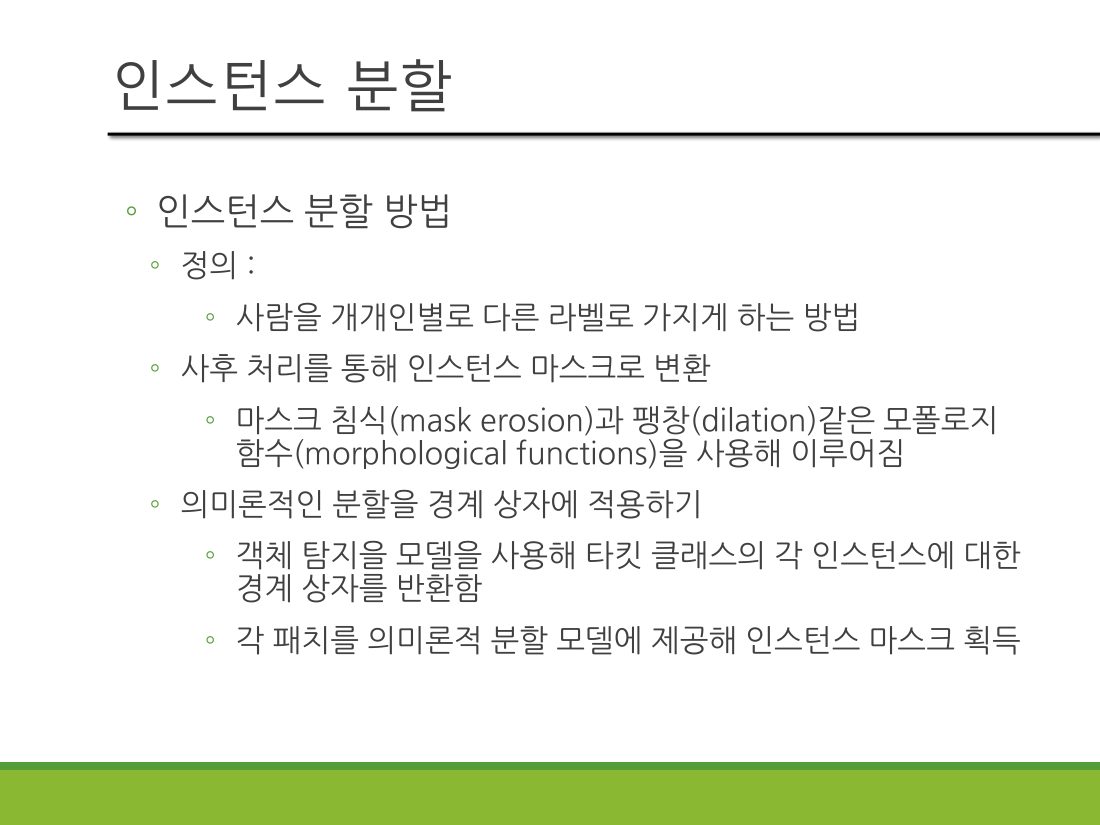 인스턴스 분할
인스턴스 분할 방법
정의 :
사람을 개개인별로 다른 라벨로 가지게 하는 방법
사후 처리를 통해 인스턴스 마스크로 변환
마스크 침식(mask erosion)과 팽창(dilation)같은 모폴로지
함수(morphological functions)을 사용해 이루어짐
의미론적인 분할을 경계 상자에 적용하기
객체 탐지을 모델을 사용해 타킷 클래스의 각 인스턴스에 대한
경계 상자를 반환함
각 패치를 의미론적 분할 모델에 제공해 인스턴스 마스크 획득